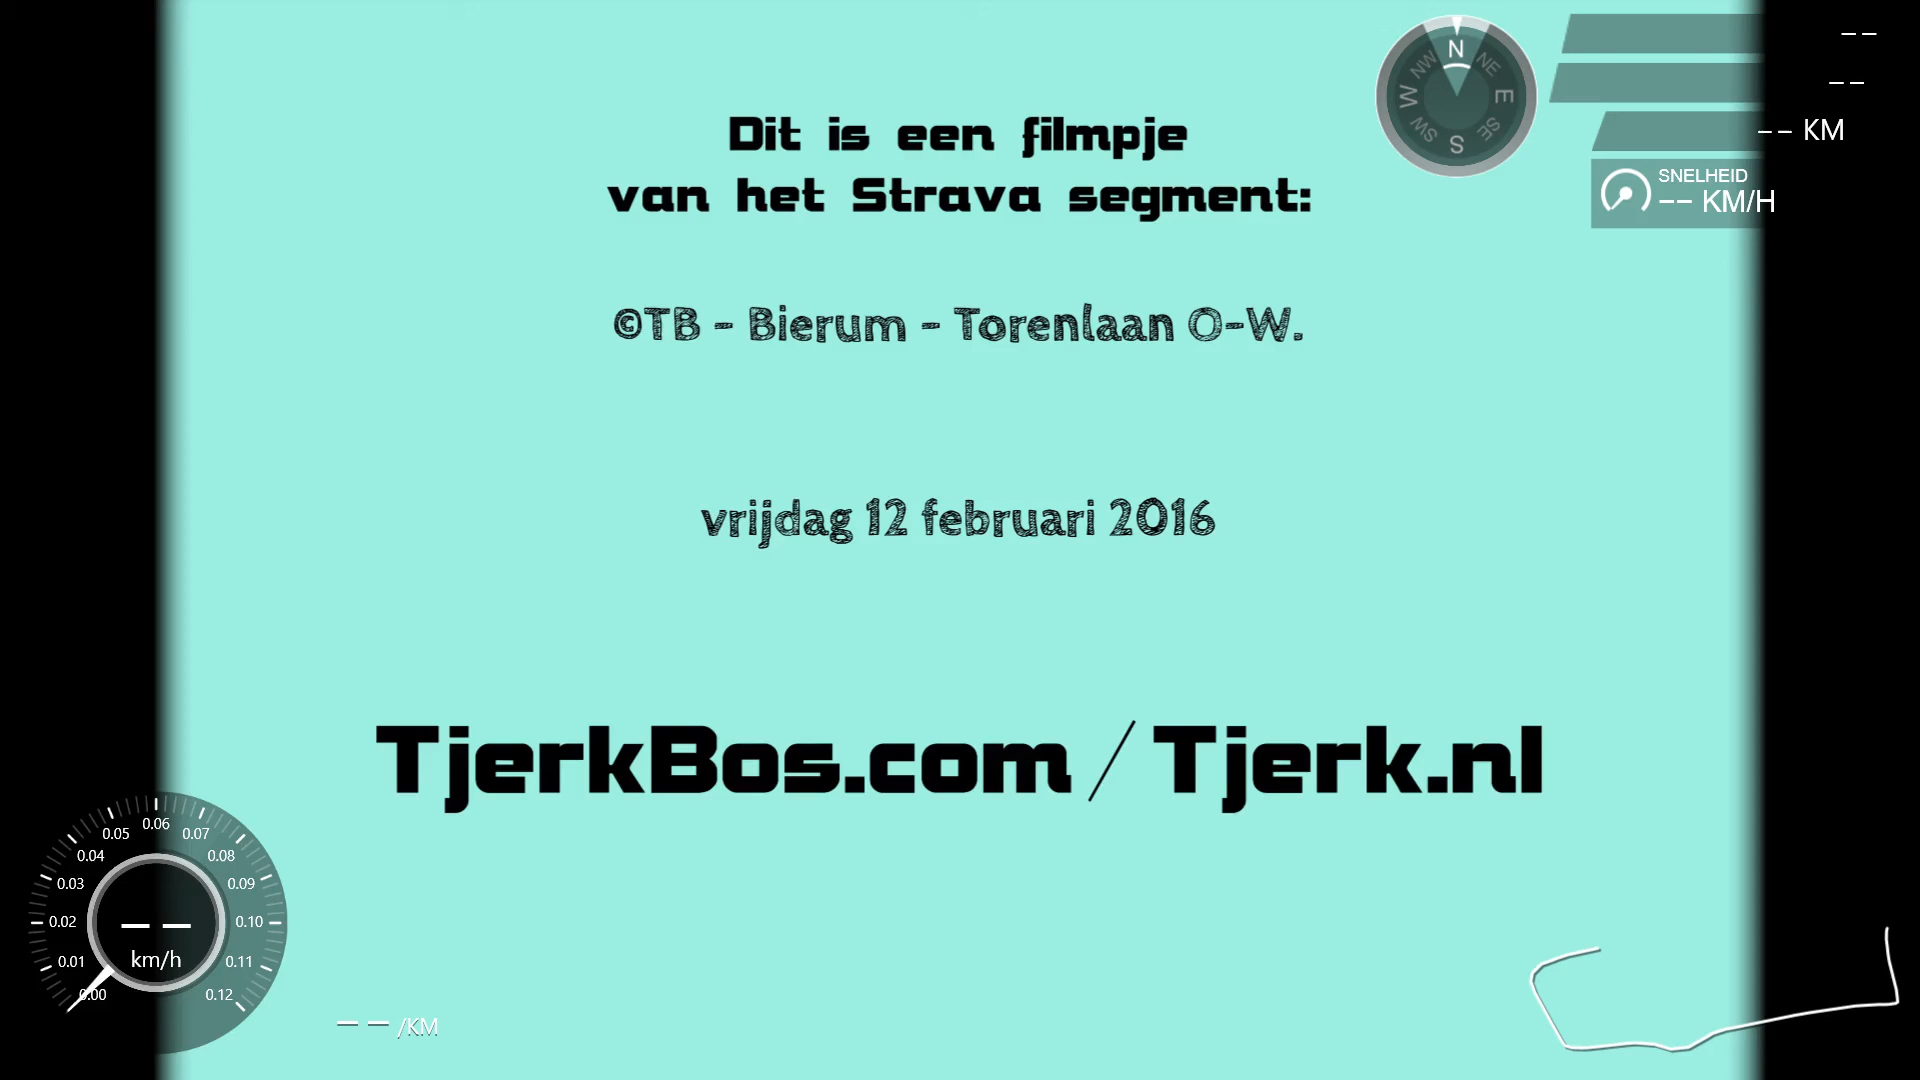 Dit is een filmpje
van het Strava segment:
©TB - Bierum - Torenlaan O-W.
vrijdag 12 februari 2016
TjerkBos.com / Tjerk.nl
N
NE
E
SE
S
SW
W
NW
--
--
-- KM
SNELHEID
-- KM/H
0.00
0.01
0.02
0.03
0.04
0.05
0.06
0.07
0.08
0.09
0.10
0.11
0.12
--
km/h
-- /KM